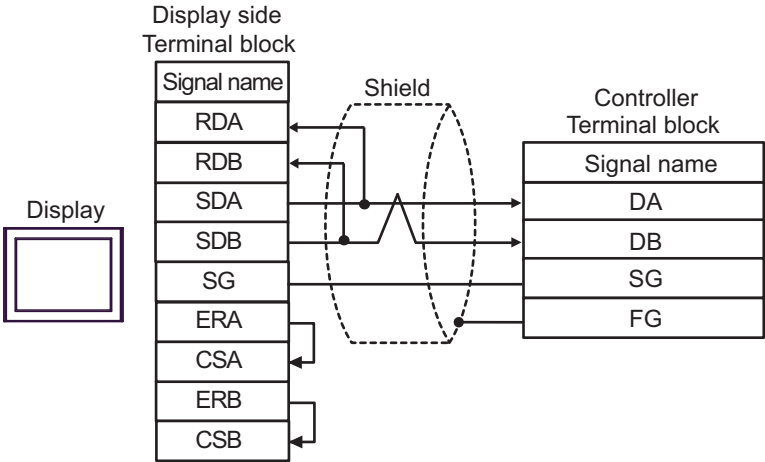 Display side
Terminal block
Signal name
RDA
RDB
SDA
SDB
SG
ERA
CSA
ERB
CSB
Display
Shield
Controller
Terminal block
Signal name
DA
DB
SG
FG